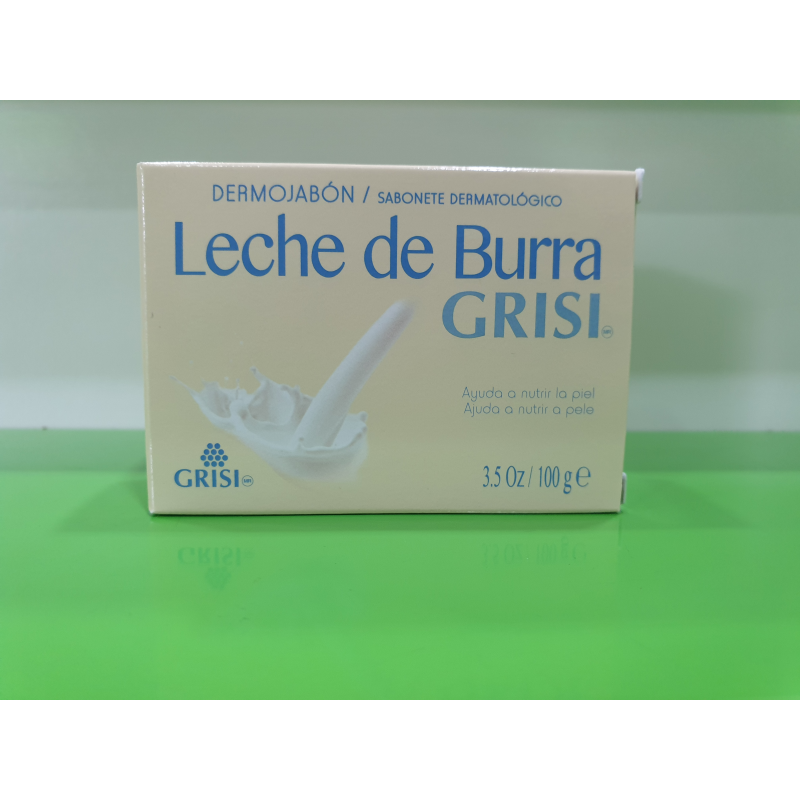 DERMOJABÓN / SABONETE DERMATOLÓGICO
Leche de Burra
GRISI
Ayuda a nutrir la piel
Ajuda a nutrir a pele
GRISI
3.5 Oz / 100 g ℮